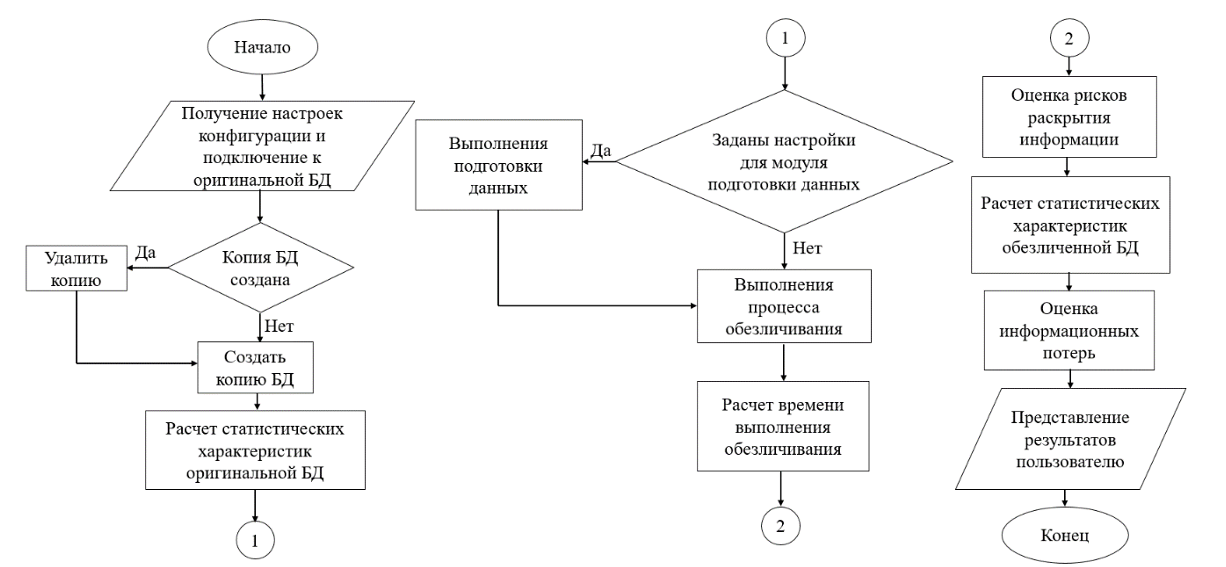 Начало
Получение настроек
конфигурации и
подключение к
оригинальной БД
Копия БД
создана
Да
Удалить
копию
Нет
Создать
копию БД
Расчет статистических
характеристик
оригинальной БД
1
1
Заданы настройки
для модуля
подготовки данных
Да
Выполнения
подготовки
данных
Нет
Выполнения
процесса
обезличивания
Расчет времени
выполнения
обезличивания
2
2
Оценка рисков
раскрытия
информации
Расчет статистических
характеристик
обезличенной БД
Оценка
информационных
потерь
Представление
результатов
пользователю
Конец